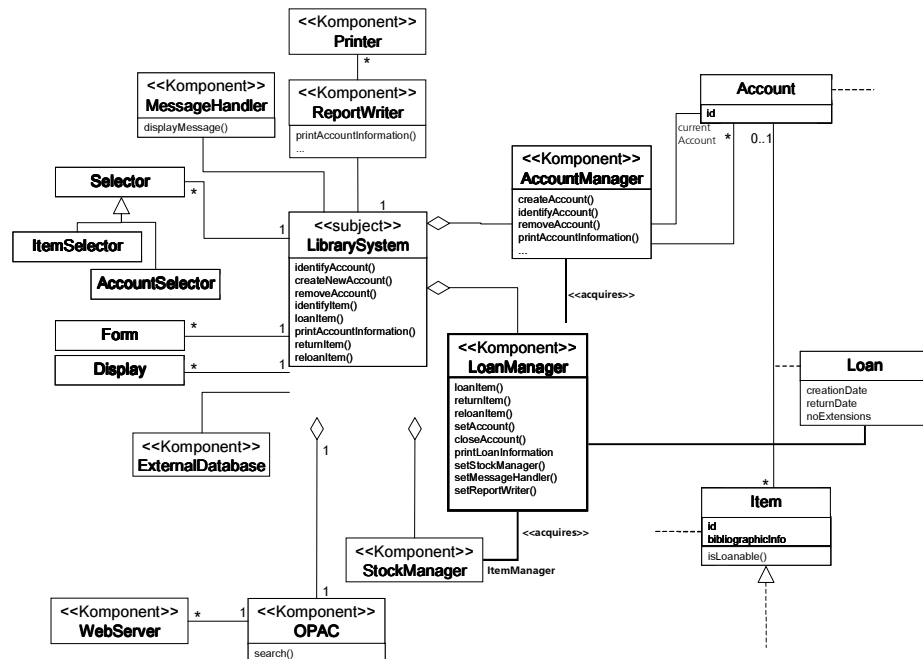 <<Komponent>>
Printer
*
<<Komponent>>
MessageHandler
displayMessage()
<<Komponent>>
ReportWriter
printAccountInformation()
...
1
Account
id
current
Account
*
0..1
<<Komponent>>
AccountManager
createAccount()
identifyAccount()
removeAccount()
printAccountInformation()
...
Selector
*
1
ItemSelector
AccountSelector
<<subject>>
LibrarySystem
identifyAccount()
createNewAccount()
removeAccount()
identifyItem()
loanItem()
printAccountInformation()
returnItem()
reloanItem()
<<acquires>>
Form
*
1
Display
*
1
<<Komponent>>
LoanManager
loanItem()
returnItem()
reloanItem()
setAccount()
closeAccount()
printLoanInformation
setStockManager()
setMessageHandler()
setReportWriter()
Loan
creationDate
returnDate
noExtensions
<<Komponent>>
ExternalDatabase
1
*
Item
id
bibliographicInfo
isLoanable()
<<acquires>>
<<Komponent>>
StockManager
ItemManager
1
<<Komponent>>
WebServer
*
1
<<Komponent>>
OPAC
search()